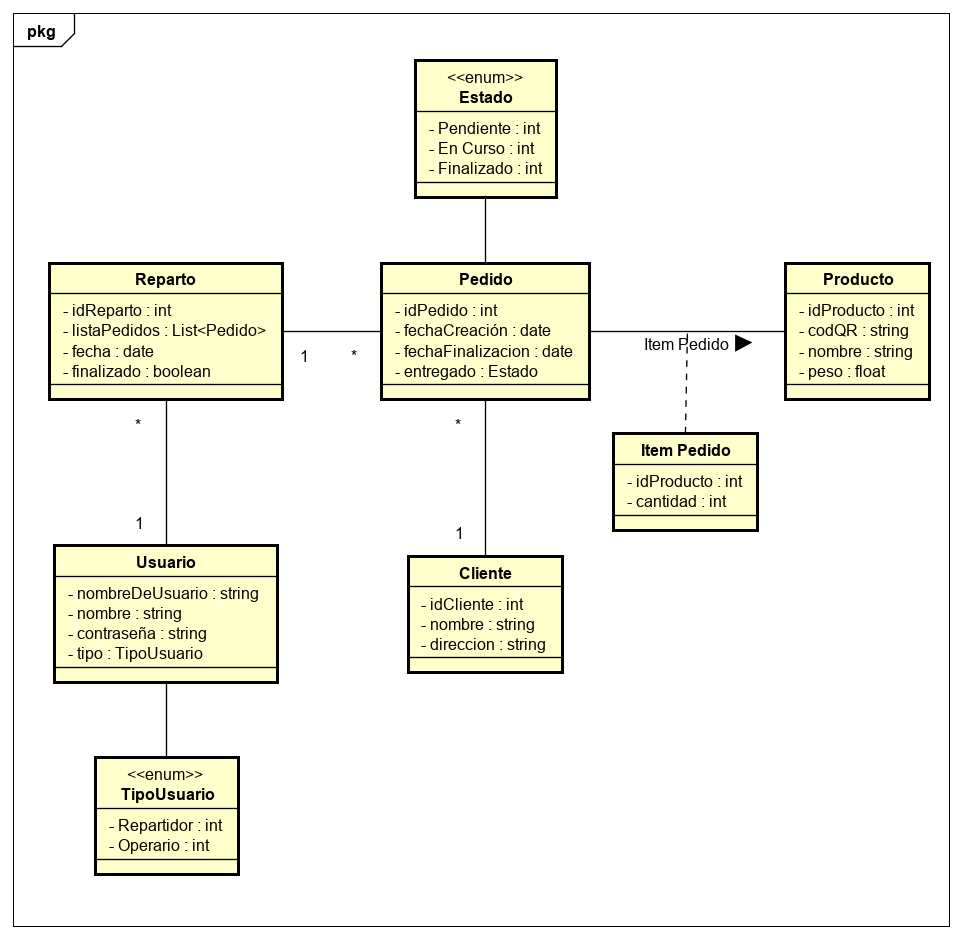 pkg
<<enum>>
Estado
- Pendiente : int
- En Curso : int
- Finalizado : int
Reparto
- idReparto : int
- listaPedidos : List<Pedido>
- fecha : date
- finalizado : boolean
1
*
Pedido
- idPedido : int
- fechaCreación : date
- fechaFinalizacion : date
- entregado : Estado
Item Pedido
Producto
- idProducto : int
- codQR : string
- nombre : string
- peso : float
Item Pedido
- idProducto : int
- cantidad : int
*
1
*
1
Usuario
- nombreDeUsuario : string
- nombre : string
- contraseña : string
- tipo : TipoUsuario
Cliente
- idCliente : int
- nombre : string
- direccion : string
<<enum>>
TipoUsuario
- Repartidor : int
- Operario : int